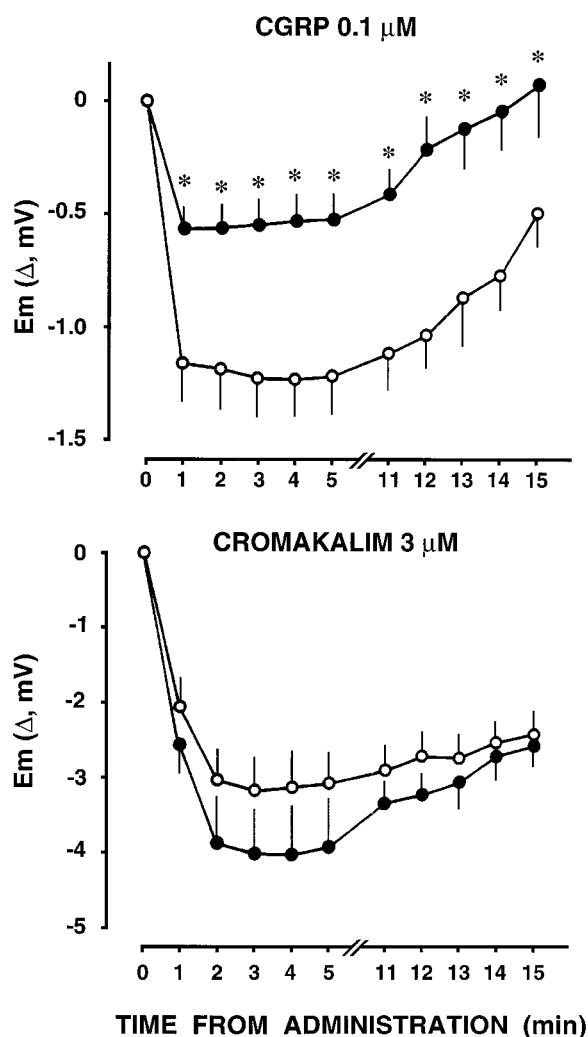 CGRP 0.1 μM
0
-0.5
-1.0
-1.5
Em (Δ, mV)
* * * * * * * * * *
0 1 2 3 4 5 11 12 13 14 15
CROMAKALIM 3 μM
0
-1
-2
-3
-4
-5
Em (Δ, mV)
0 1 2 3 4 5 11 12 13 14 15
TIME FROM ADMINISTRATION (min)